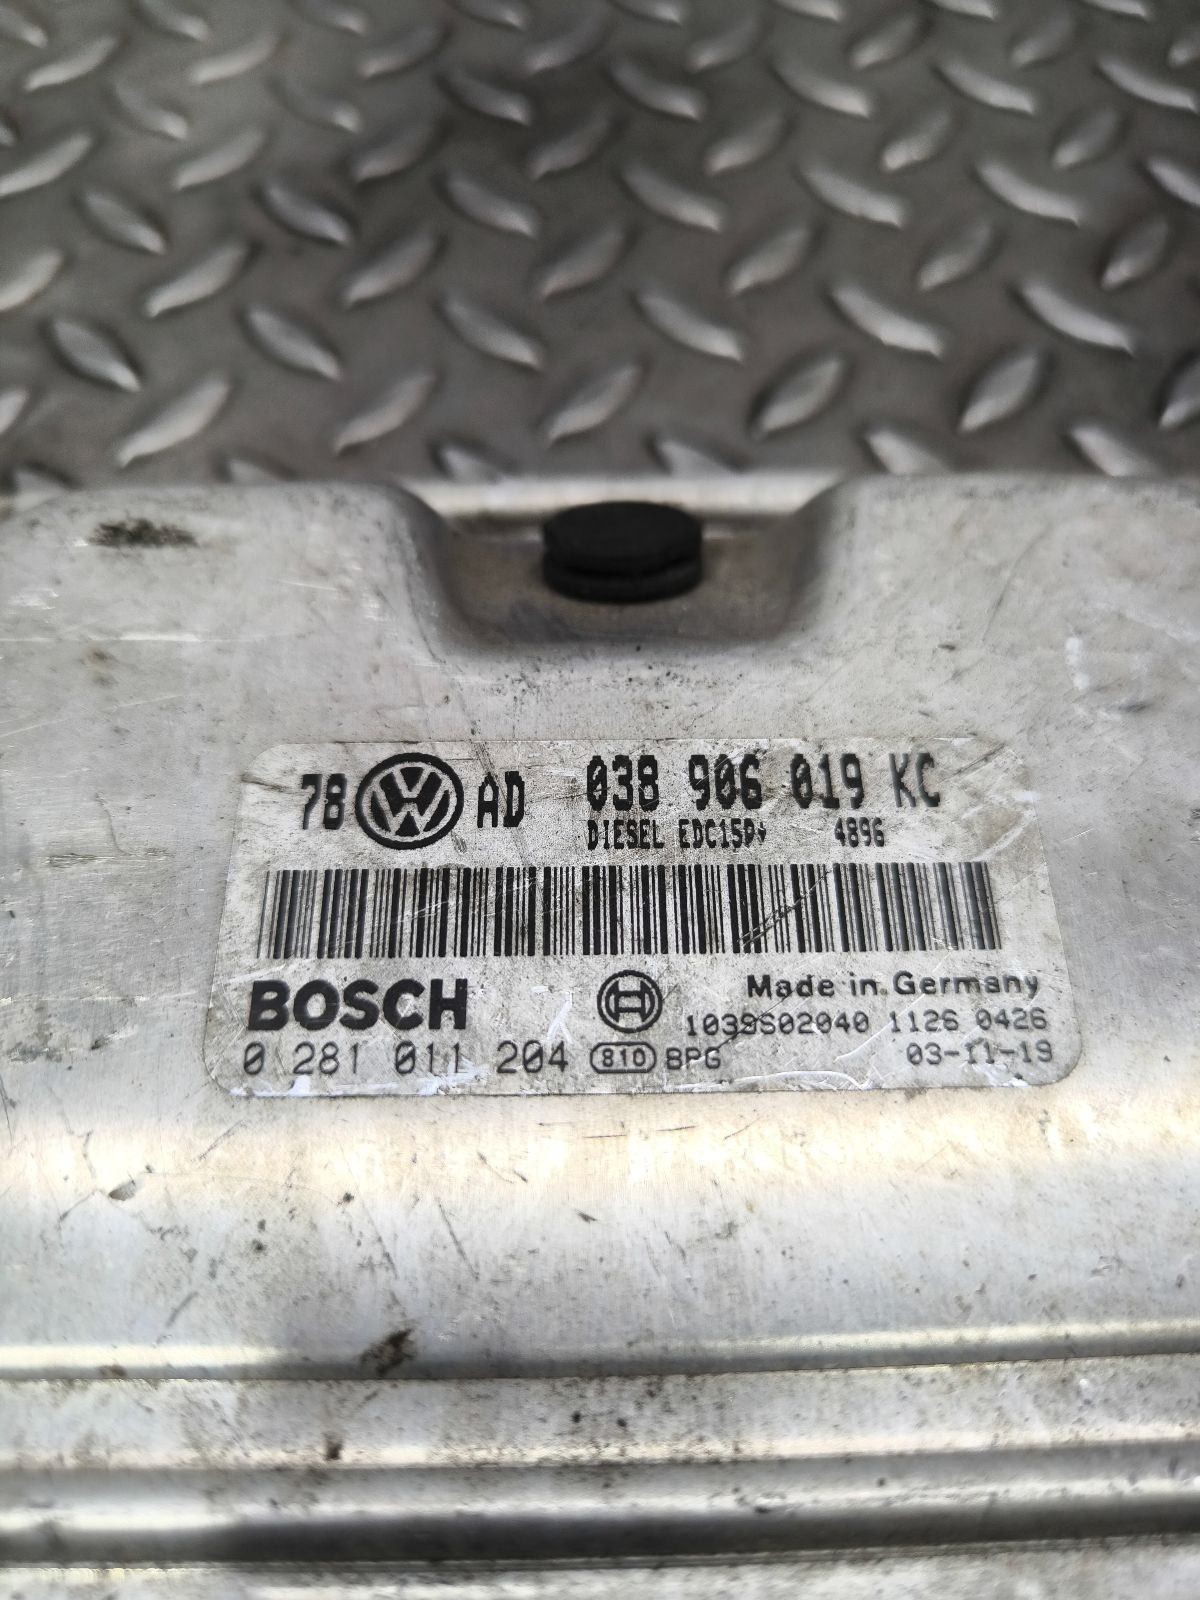 78 AD 038 906 019 KC
DIESEL EDC15P+ 4896
BOSCH
Made in Germany
1039S02040 1126 0426
0 281 011 204 810 BPG 03-11-19